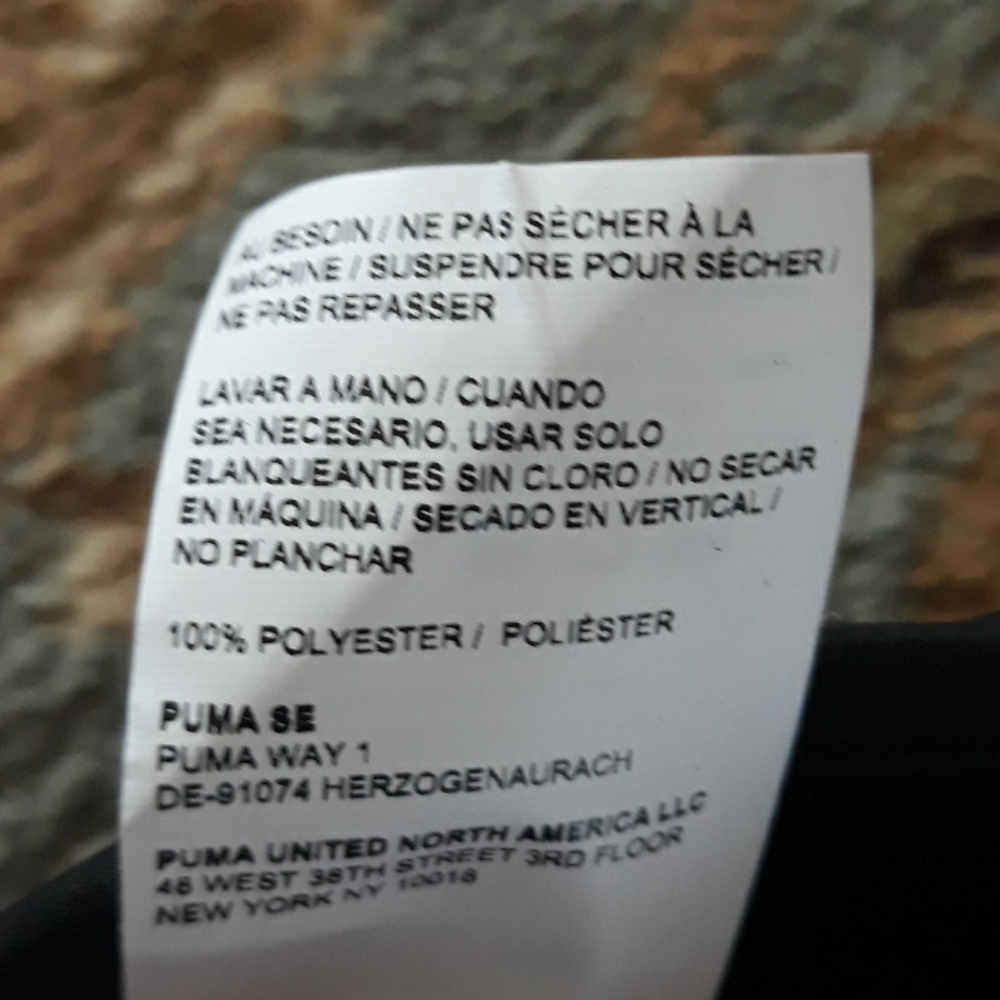 AU BESOIN / NE PAS SÉCHER À LA
MACHINE / SUSPENDRE POUR SÉCHER /
NE PAS REPASSER
LAVAR A MANO / CUANDO
SEA NECESARIO, USAR SOLO
BLANQUEANTES SIN CLORO / NO SECAR
EN MÁQUINA / SECADO EN VERTICAL /
NO PLANCHAR
100% POLYESTER / POLIÉSTER
PUMA SE
PUMA WAY 1
DE-91074 HERZOGENAURACH
PUMA UNITED NORTH AMERICA LLC
48 WEST 38TH STREET 3RD FLOOR
NEW YORK NY 10018